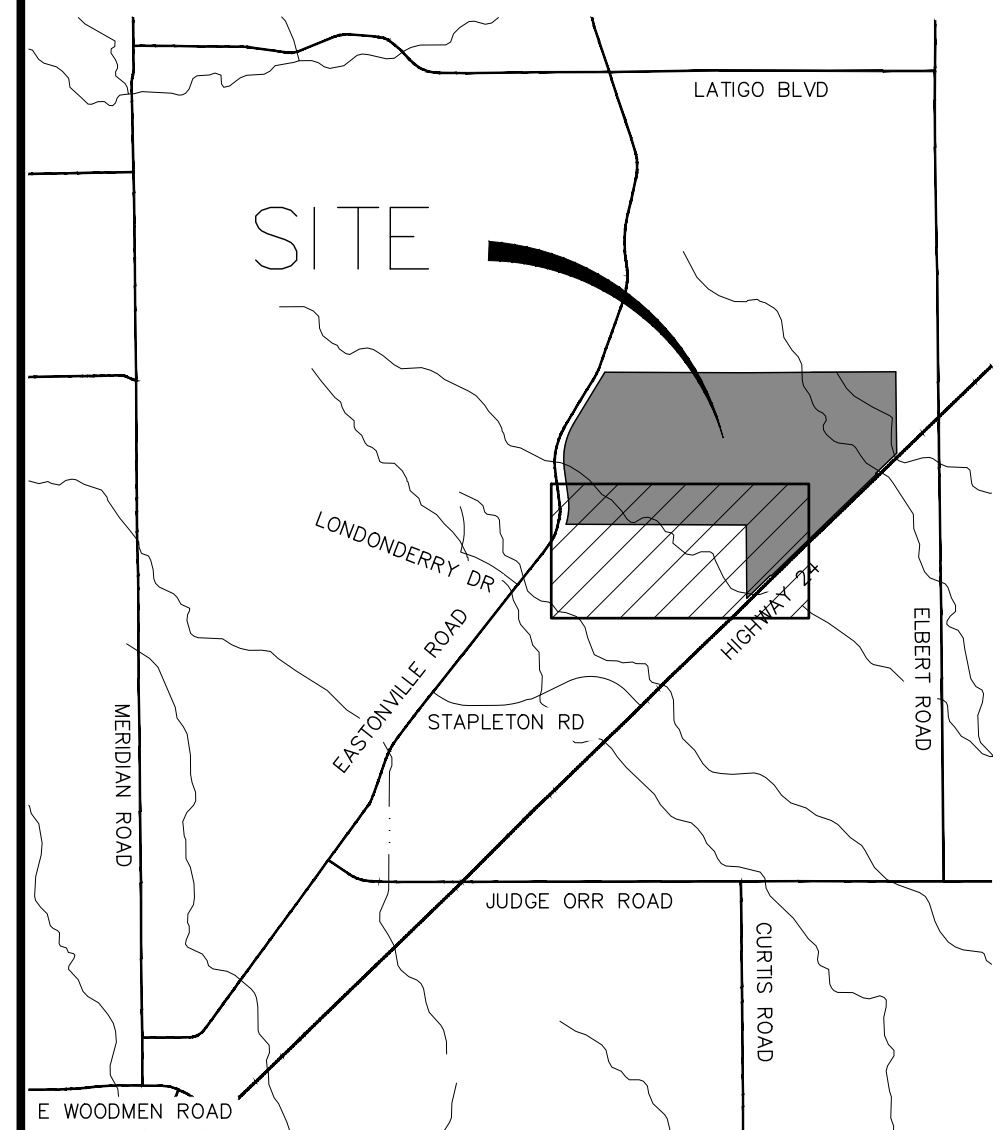 LATIGO BLVD
SITE
LONDONDERRY DR
HIGHWAY 24
EASTONVILLE ROAD
ELBERT ROAD
STAPLETON RD
MERIDIAN ROAD
JUDGE ORR ROAD
CURTIS ROAD
E WOODMEN ROAD